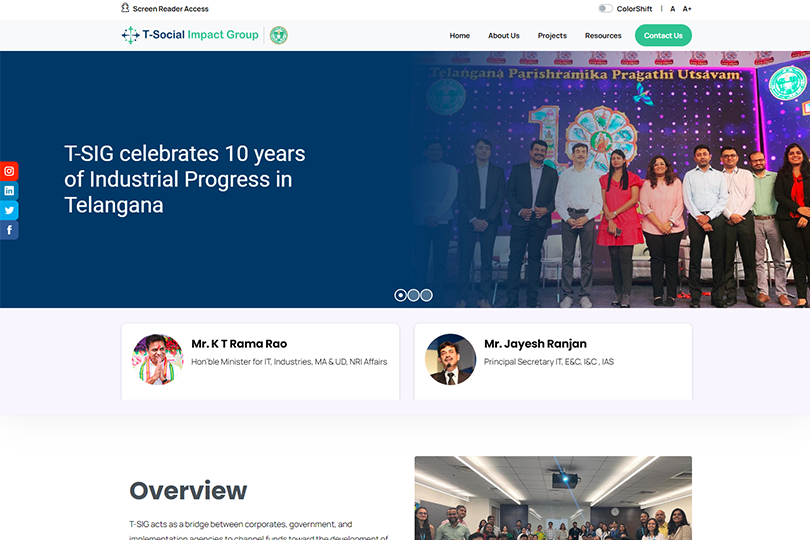 Screen Reader Access
ColorShift | A A+
T-Social Impact Group
Home About Us Projects Resources Contact Us
Telangana Parishramika Pragathi Utsavam
10
T-SIG celebrates 10 years
of Industrial Progress in
Telangana
Mr. K T Rama Rao
Hon'ble Minister for IT, Industries, MA & UD, NRI Affairs
Mr. Jayesh Ranjan
Principal Secretary IT, E&C, I&C , IAS
Overview
T-SIG acts as a bridge between corporates, government, and
implementation agencies to channel funds toward the development of